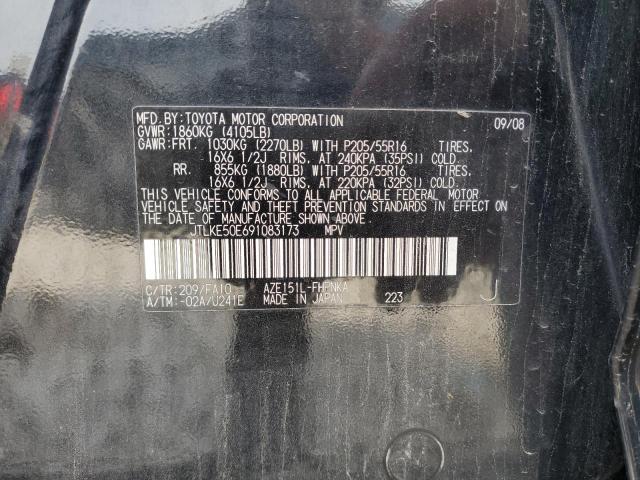 MFD. BY: TOYOTA MOTOR CORPORATION 09/08
GVWR: 1860KG (4105LB)
GAWR: FRT. 1030KG (2270LB) WITH P205/55R16 TIRES,
16X6 1/2J RIMS, AT 240KPA (35PSI) COLD.
RR. 855KG (1880LB) WITH P205/55R16 TIRES,
16X6 1/2J RIMS, AT 220KPA (32PSI) COLD.
THIS VEHICLE CONFORMS TO ALL APPLICABLE FEDERAL MOTOR
VEHICLE SAFETY AND THEFT PREVENTION STANDARDS IN EFFECT
ON THE DATE OF MANUFACTURE SHOWN ABOVE.
JTLKE50E691083173 MPV
C/TR: 209/FA10 AZE151L-FHPNKA
A/TM: -02A/U241E MADE IN JAPAN 223 J